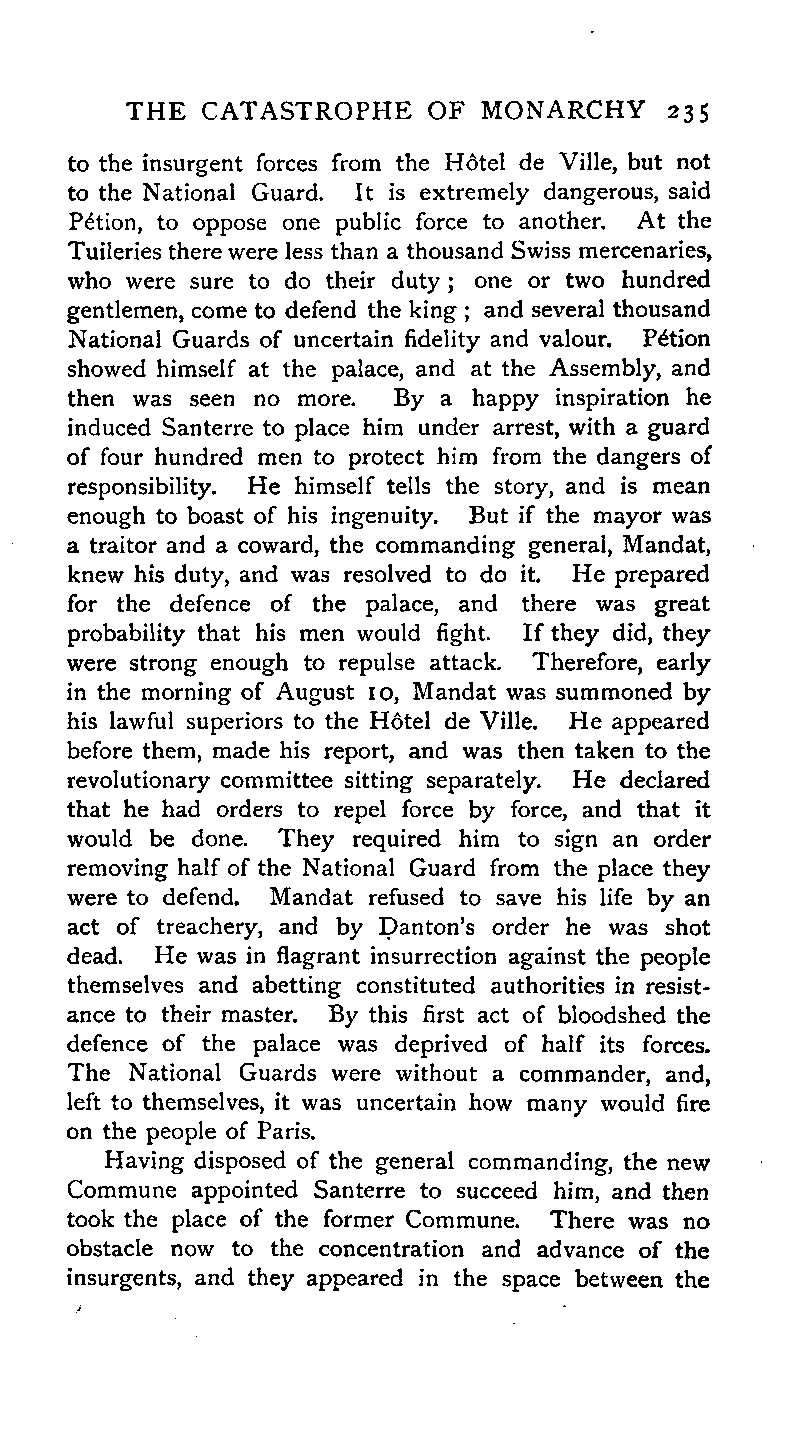 THE CATASTROPHE OF MONARCHY 235
to the insurgent forces from the Hôtel de Ville, but not
to the National Guard. It is extremely dangerous, said
Pétion, to oppose one public force to another. At the
Tuileries there were less than a thousand Swiss mercenaries,
who were sure to do their duty ; one or two hundred
gentlemen, come to defend the king ; and several thousand
National Guards of uncertain fidelity and valour. Pétion
showed himself at the palace, and at the Assembly, and
then was seen no more. By a happy inspiration he
induced Santerre to place him under arrest, with a guard
of four hundred men to protect him from the dangers of
responsibility. He himself tells the story, and is mean
enough to boast of his ingenuity. But if the mayor was
a traitor and a coward, the commanding general, Mandat,
knew his duty, and was resolved to do it. He prepared
for the defence of the palace, and there was great
probability that his men would fight. If they did, they
were strong enough to repulse attack. Therefore, early
in the morning of August 10, Mandat was summoned by
his lawful superiors to the Hôtel de Ville. He appeared
before them, made his report, and was then taken to the
revolutionary committee sitting separately. He declared
that he had orders to repel force by force, and that it
would be done. They required him to sign an order
removing half of the National Guard from the place they
were to defend. Mandat refused to save his life by an
act of treachery, and by Danton's order he was shot
dead. He was in flagrant insurrection against the people
themselves and abetting constituted authorities in resist-
ance to their master. By this first act of bloodshed the
defence of the palace was deprived of half its forces.
The National Guards were without a commander, and,
left to themselves, it was uncertain how many would fire
on the people of Paris.
Having disposed of the general commanding, the new
Commune appointed Santerre to succeed him, and then
took the place of the former Commune. There was no
obstacle now to the concentration and advance of the
insurgents, and they appeared in the space between the